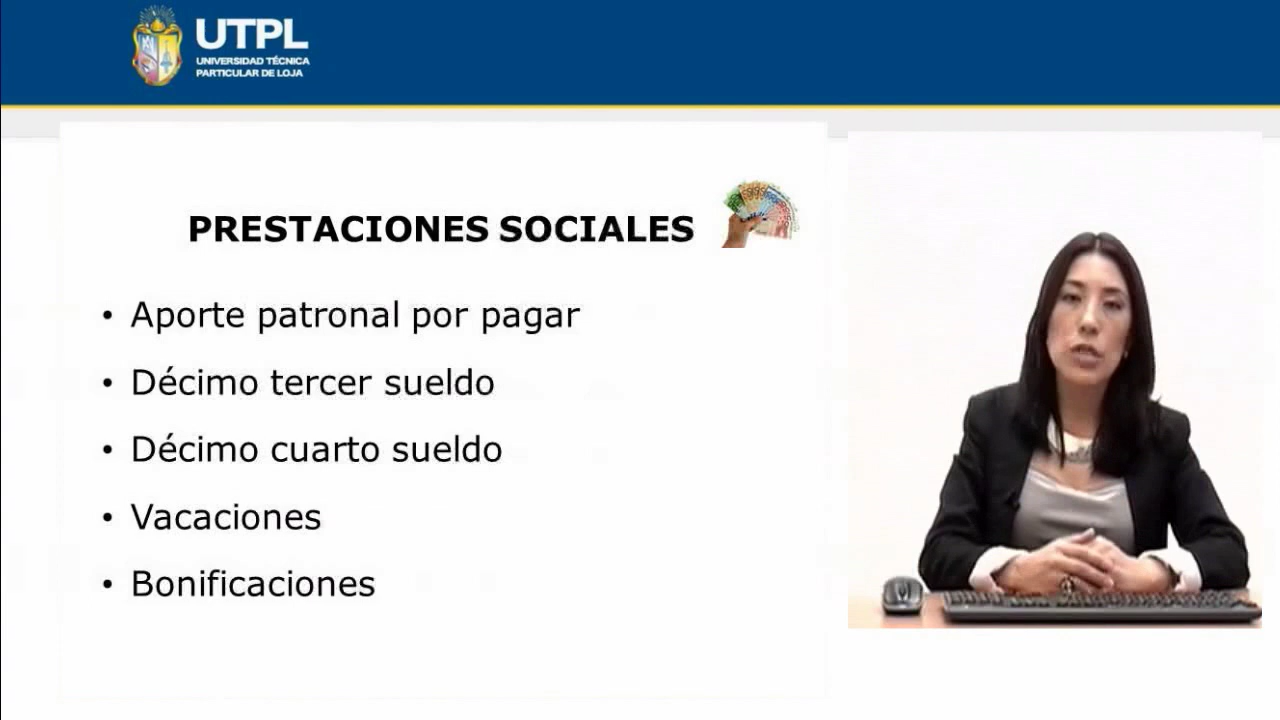 UTPL
UNIVERSIDAD TÉCNICA
PARTICULAR DE LOJA
PRESTACIONES SOCIALES
• Aporte patronal por pagar
• Décimo tercer sueldo
• Décimo cuarto sueldo
• Vacaciones
• Bonificaciones